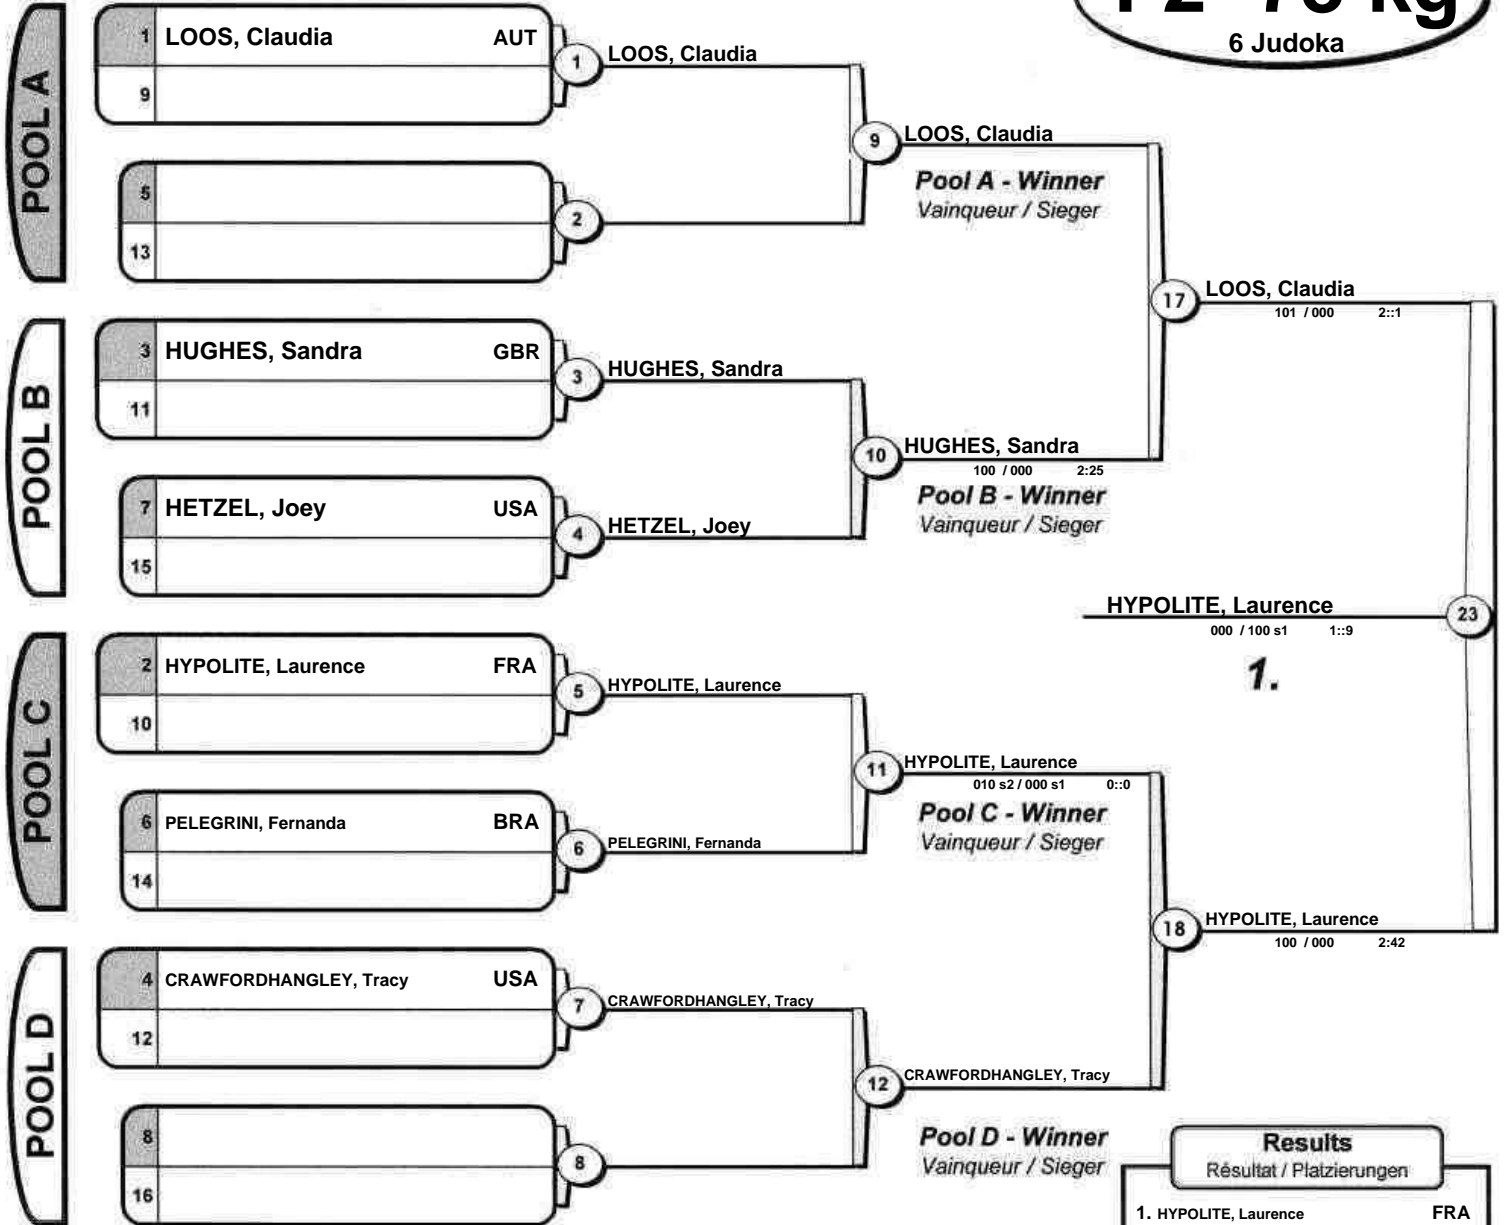 F2 -78 kg
6 Judoka
POOL A
1 LOOS, Claudia AUT
9
1 LOOS, Claudia
5
13
2
9 LOOS, Claudia
Pool A - Winner
Vainqueur / Sieger
17 LOOS, Claudia
101 / 000 2::1
POOL B
3 HUGHES, Sandra GBR
11
3 HUGHES, Sandra
7 HETZEL, Joey USA
15
4 HETZEL, Joey
10 HUGHES, Sandra
100 / 000 2:25
Pool B - Winner
Vainqueur / Sieger
HYPOLITE, Laurence 23
000 / 100 s1 1::9
1.
POOL C
2 HYPOLITE, Laurence FRA
10
5 HYPOLITE, Laurence
6 PELEGRINI, Fernanda BRA
14
6 PELEGRINI, Fernanda
11 HYPOLITE, Laurence
010 s2 / 000 s1 0::0
Pool C - Winner
Vainqueur / Sieger
18 HYPOLITE, Laurence
100 / 000 2:42
POOL D
4 CRAWFORDHANGLEY, Tracy USA
12
7 CRAWFORDHANGLEY, Tracy
8
16
8
12 CRAWFORDHANGLEY, Tracy
Pool D - Winner
Vainqueur / Sieger
Results
Résultat / Platzierungen
1. HYPOLITE, Laurence FRA